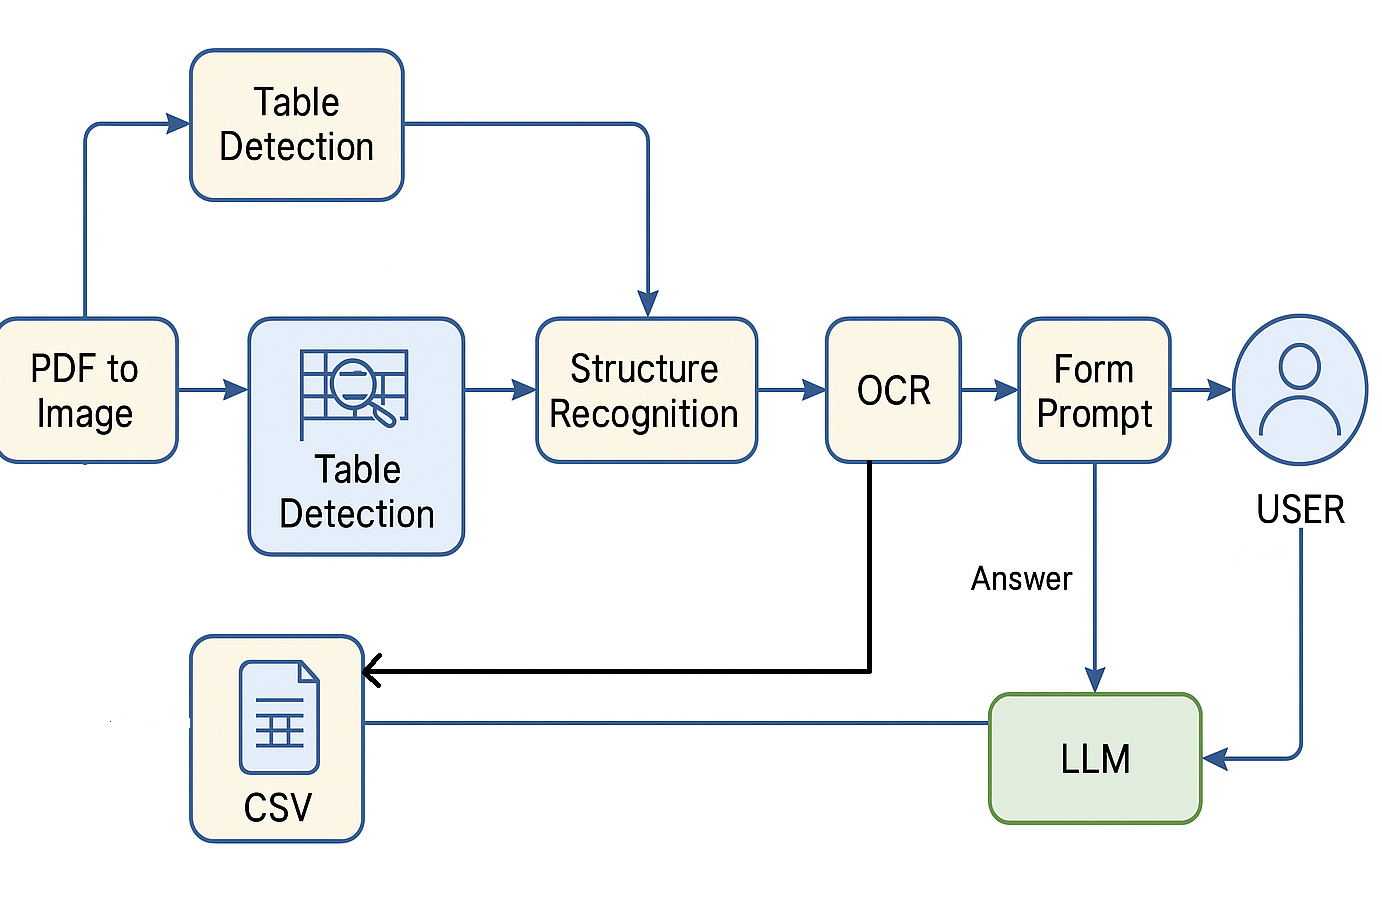 Table
Detection
PDF to
Image
Table
Detection
Structure
Recognition
OCR
Form
Prompt
USER
Answer
CSV
LLM